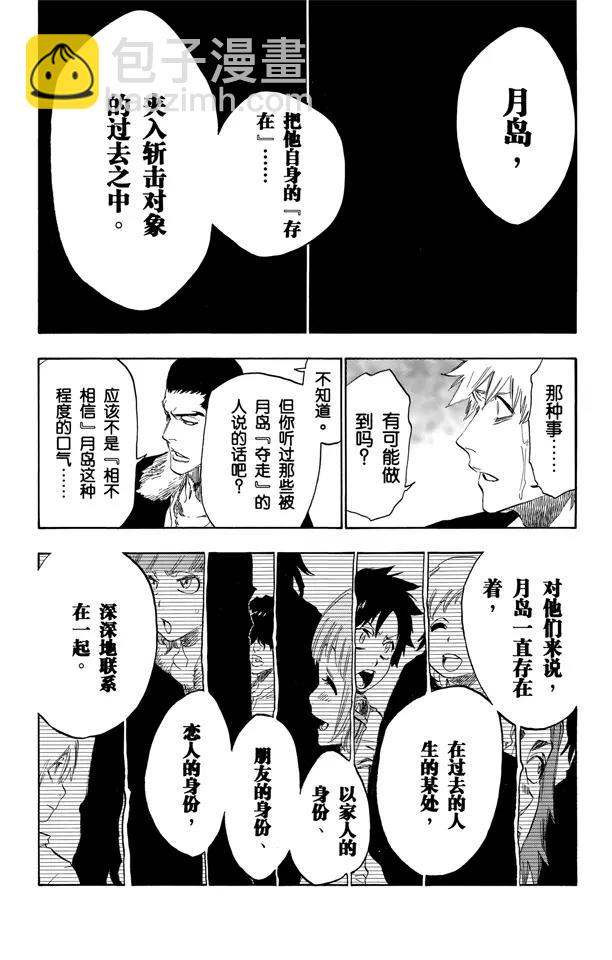 包子漫畫
baozimh.com
月岛，
把他自身的『存
在』……
夹入斩击对象
的过去之中。
那种事……
有可能做
到吗？
不知道。
但你听过那些被
月岛『夺走』的
人说的话吧？
应该不是『相不
相信』月岛这种
程度的口气……
对他们来说，
月岛一直存在
着，
在过去的人
生的某处，
以家人的
身份、
朋友的身份、
恋人的身份，
深深地联系
在一起。